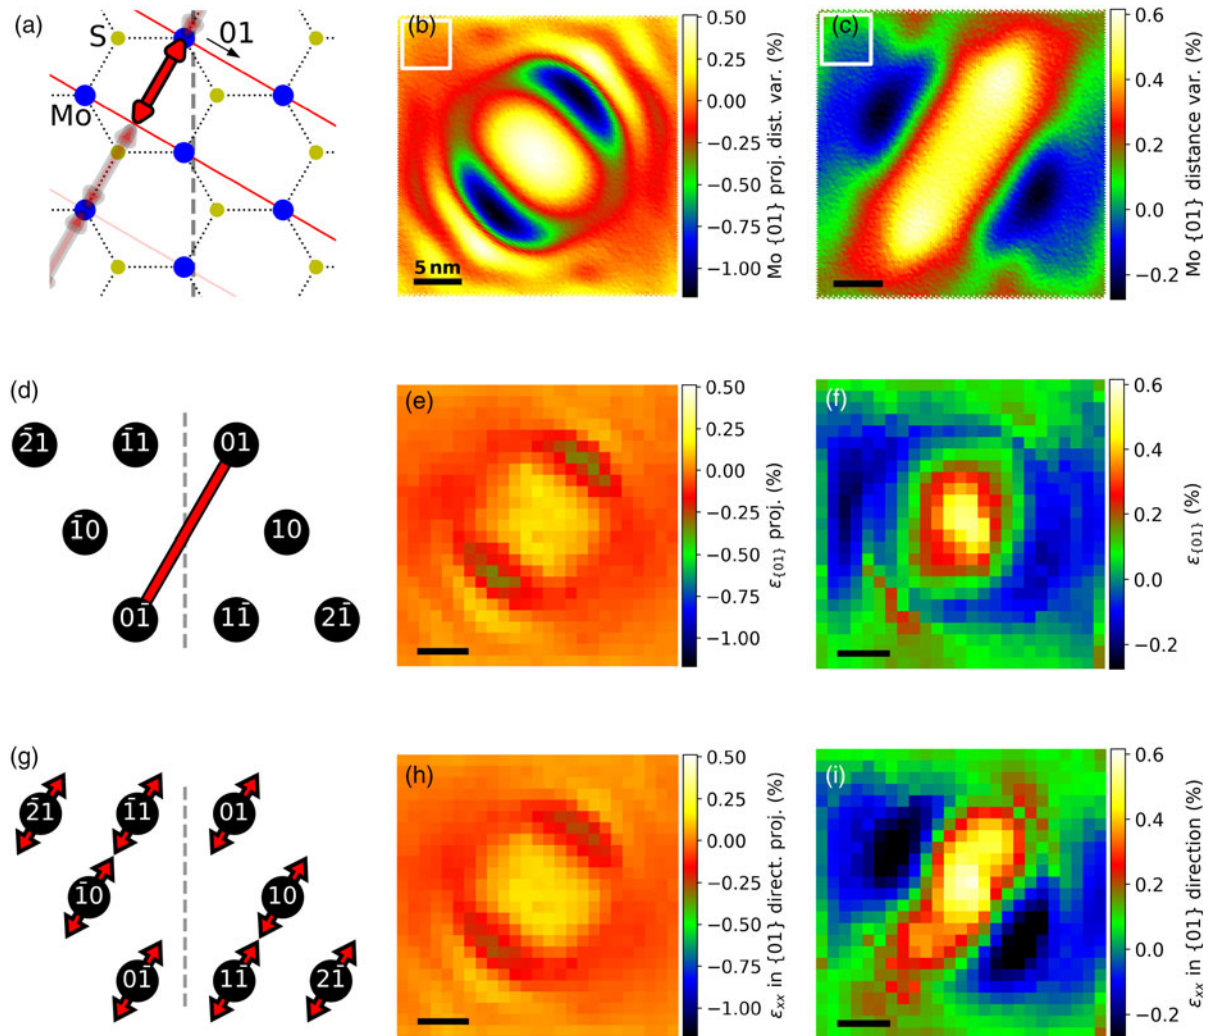 (a)
S
Mo
01
(b)
5 nm
0.50
0.25
0.00
−0.25
−0.50
−0.75
−1.00
Mo {01} proj. dist. var. (%)
(c)
0.6
0.4
0.2
0.0
−0.2
Mo {01} distance var. (%)
(d)
2̄1
1̄1
01
1̄0
10
01̄
11̄
21̄
(e)
0.50
0.25
0.00
−0.25
−0.50
−0.75
−1.00
ε{01} proj. (%)
(f)
0.6
0.4
0.2
0.0
−0.2
ε{01} (%)
(g)
2̄1
1̄1
01
1̄0
10
01̄
11̄
21̄
(h)
0.50
0.25
0.00
−0.25
−0.50
−0.75
−1.00
εxx in {01} direct. proj. (%)
(i)
0.6
0.4
0.2
0.0
−0.2
εxx in {01} direction (%)